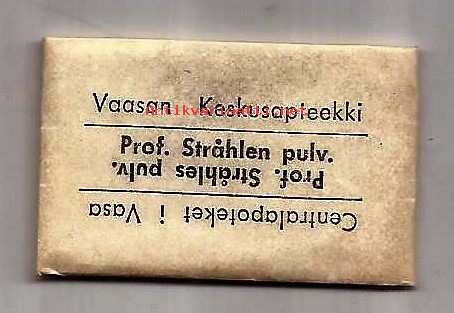 Vaasan Keskusapteekki
Prof. Stråhlen pulv.
Prof. Stråhles pulv.
Centralapoteket i Vasa